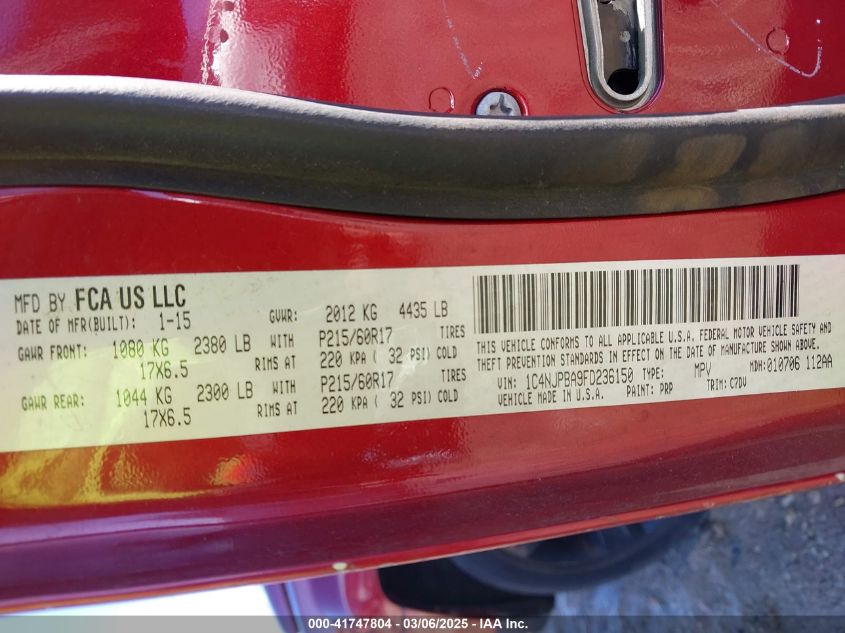 MFD BY FCA US LLC
DATE OF MFR(BUILT): 1-15 GVWR: 2012 KG 4435 LB
GAWR FRONT: 1080 KG 2380 LB WITH P215/60R17 TIRES
17X6.5 RIMS AT 220 KPA ( 32 PSI) COLD
GAWR REAR: 1044 KG 2300 LB WITH P215/60R17 TIRES
17X6.5 RIMS AT 220 KPA ( 32 PSI) COLD
THIS VEHICLE CONFORMS TO ALL APPLICABLE U.S.A. FEDERAL MOTOR VEHICLE SAFETY AND
THEFT PREVENTION STANDARDS IN EFFECT ON THE DATE OF MANUFACTURE SHOWN ABOVE.
VIN: 1C4NJPBA9FD236150 TYPE: MPV MDH:010706 112AA
VEHICLE MADE IN U.S.A. PAINT: PRP TRIM: C7DV
000-41747804 — 03/06/2025 — IAA Inc.